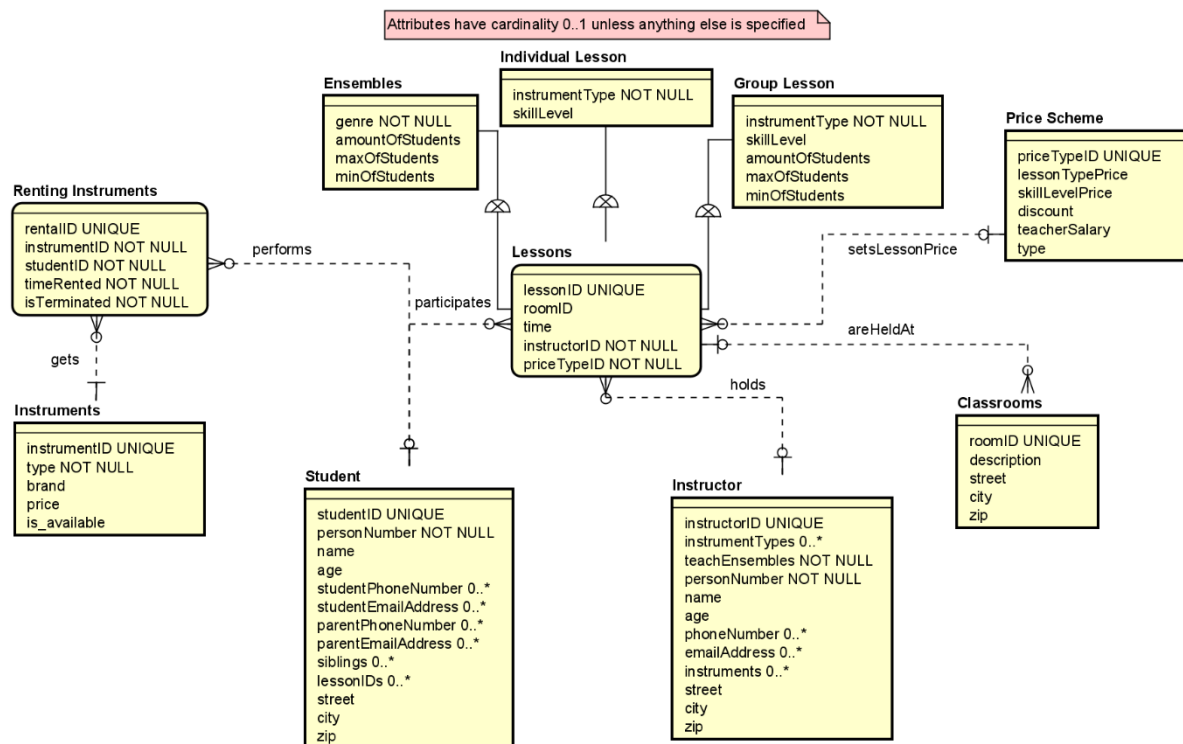 Attributes have cardinality 0..1 unless anything else is specified
Individual Lesson
instrumentType NOT NULL
skillLevel
Ensembles
genre NOT NULL
amountOfStudents
maxOfStudents
minOfStudents
Group Lesson
instrumentType NOT NULL
skillLevel
amountOfStudents
maxOfStudents
minOfStudents
Price Scheme
priceTypeID UNIQUE
lessonTypePrice
skillLevelPrice
discount
teacherSalary
type
Renting Instruments
rentalID UNIQUE
instrumentID NOT NULL
studentID NOT NULL
timeRented NOT NULL
isTerminated NOT NULL
performs
participates
setsLessonPrice
Lessons
lessonID UNIQUE
roomID
time
instructorID NOT NULL
priceTypeID NOT NULL
areHeldAt
gets
holds
Instruments
instrumentID UNIQUE
type NOT NULL
brand
price
is_available
Classrooms
roomID UNIQUE
description
street
city
zip
Student
studentID UNIQUE
personNumber NOT NULL
name
age
studentPhoneNumber 0..*
studentEmailAddress 0..*
parentPhoneNumber 0..*
parentEmailAddress 0..*
siblings 0..*
lessonIDs 0..*
street
city
zip
Instructor
instructorID UNIQUE
instrumentTypes 0..*
teachEnsembles NOT NULL
personNumber NOT NULL
name
age
phoneNumber 0..*
emailAddress 0..*
instruments 0..*
street
city
zip